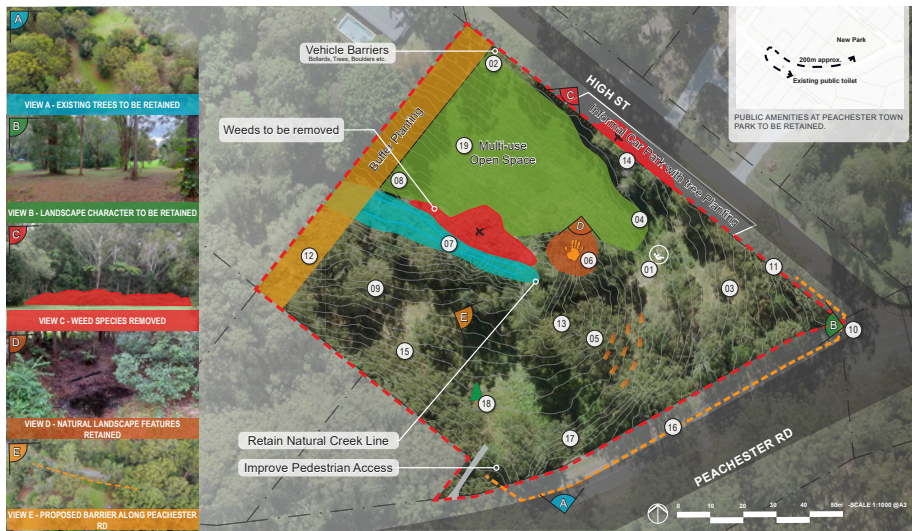 A
VIEW A - EXISTING TREES TO BE RETAINED
B
VIEW B - LANDSCAPE CHARACTER TO BE RETAINED
C
VIEW C - WEED SPECIES REMOVED
D
VIEW D - NATURAL LANDSCAPE FEATURES
RETAINED
E
VIEW E - PROPOSED BARRIER ALONG PEACHESTER
RD
Vehicle Barriers
Bollards, Trees, Boulders etc.
02
HIGH ST
C
Informal Car Park with tree Planting
14
Weeds to be removed
Buffer Planting
19
Multi-use
Open Space
08
04
D
07
06
01
12
11
03
09
E
13
05
B
10
15
18
16
17
Retain Natural Creek Line
Improve Pedestrian Access
PEACHESTER RD
A
New Park
200m approx.
Existing public toilet
PUBLIC AMENITIES AT PEACHESTER TOWN
PARK TO BE RETAINED.
0 10 20 30 40 50m -SCALE 1:1000 @A3